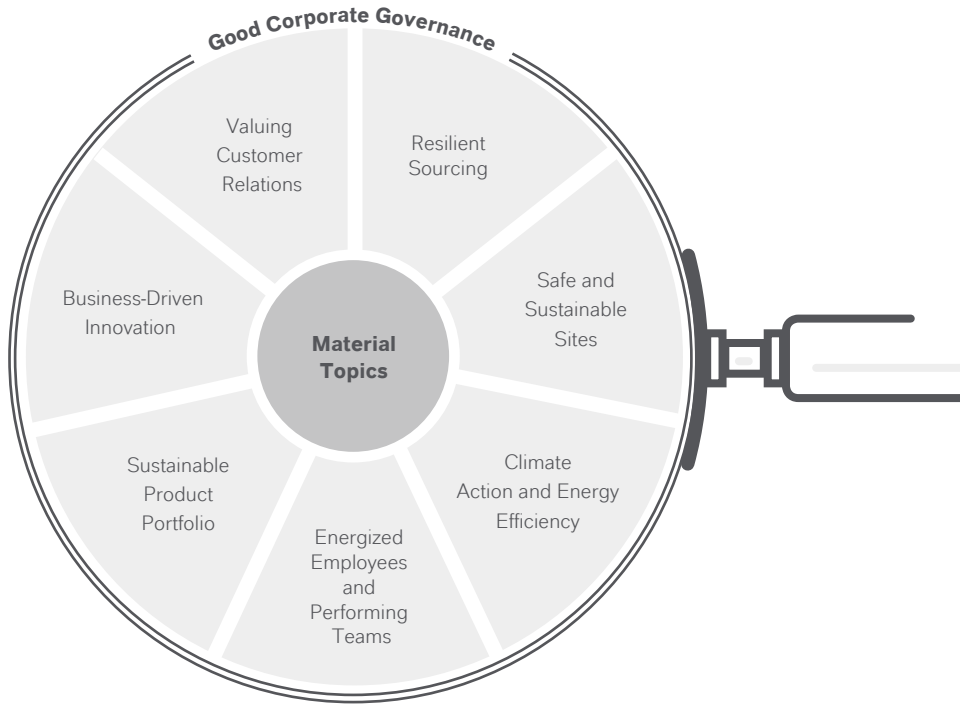 Good Corporate Governance
Valuing
Customer
Relations
Resilient
Sourcing
Safe and
Sustainable
Sites
Climate
Action and Energy
Efficiency
Energized
Employees
and
Performing
Teams
Sustainable
Product
Portfolio
Business-Driven
Innovation
Material
Topics